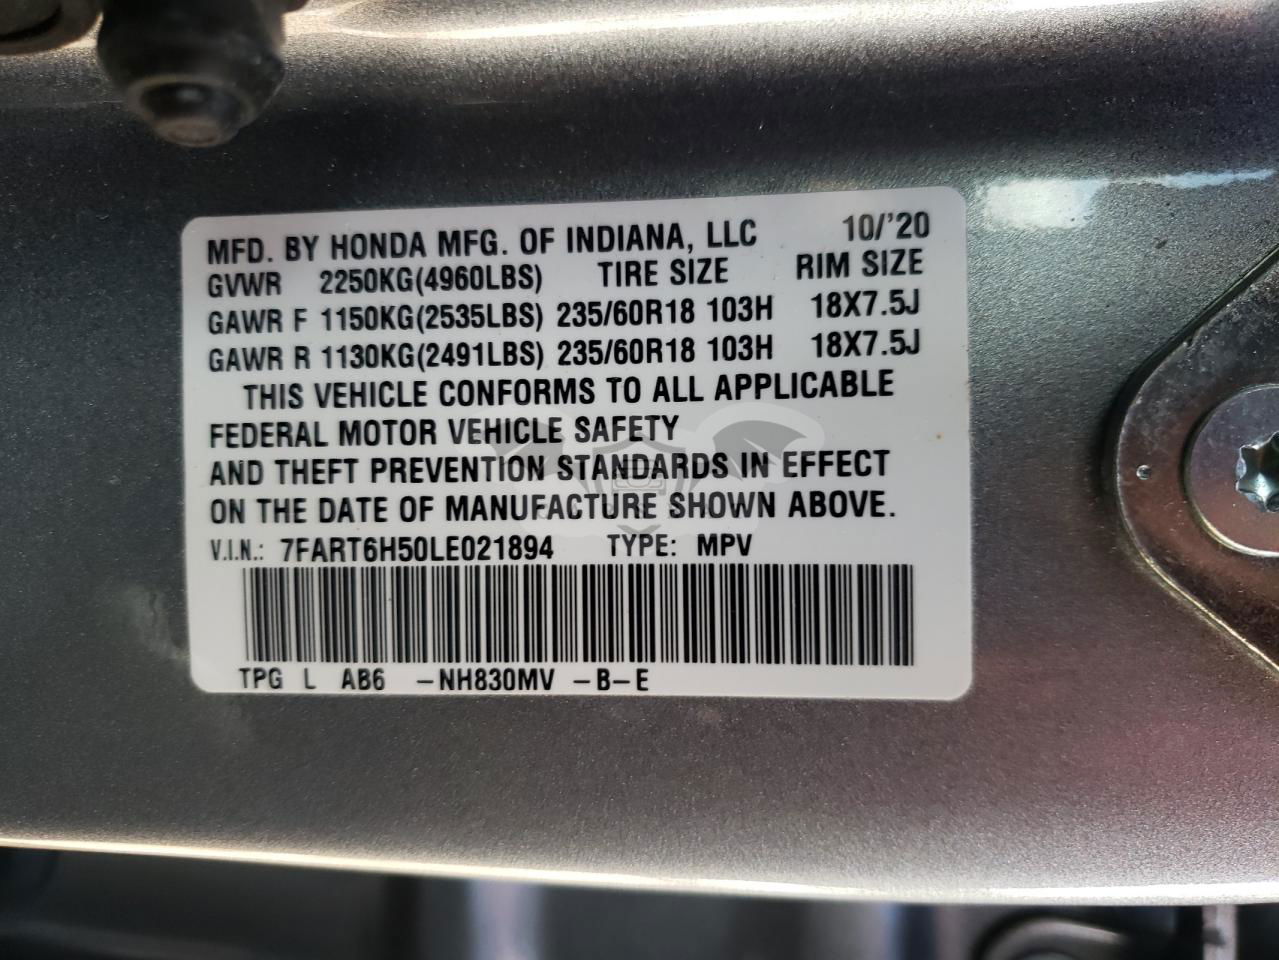 MFD. BY HONDA MFG. OF INDIANA, LLC 10/'20
GVWR 2250KG(4960LBS) TIRE SIZE RIM SIZE
GAWR F 1150KG(2535LBS) 235/60R18 103H 18X7.5J
GAWR R 1130KG(2491LBS) 235/60R18 103H 18X7.5J
THIS VEHICLE CONFORMS TO ALL APPLICABLE
FEDERAL MOTOR VEHICLE SAFETY
AND THEFT PREVENTION STANDARDS IN EFFECT
ON THE DATE OF MANUFACTURE SHOWN ABOVE.
V.I.N.: 7FART6H50LE021894 TYPE: MPV
TPG L AB6 -NH830MV -B-E